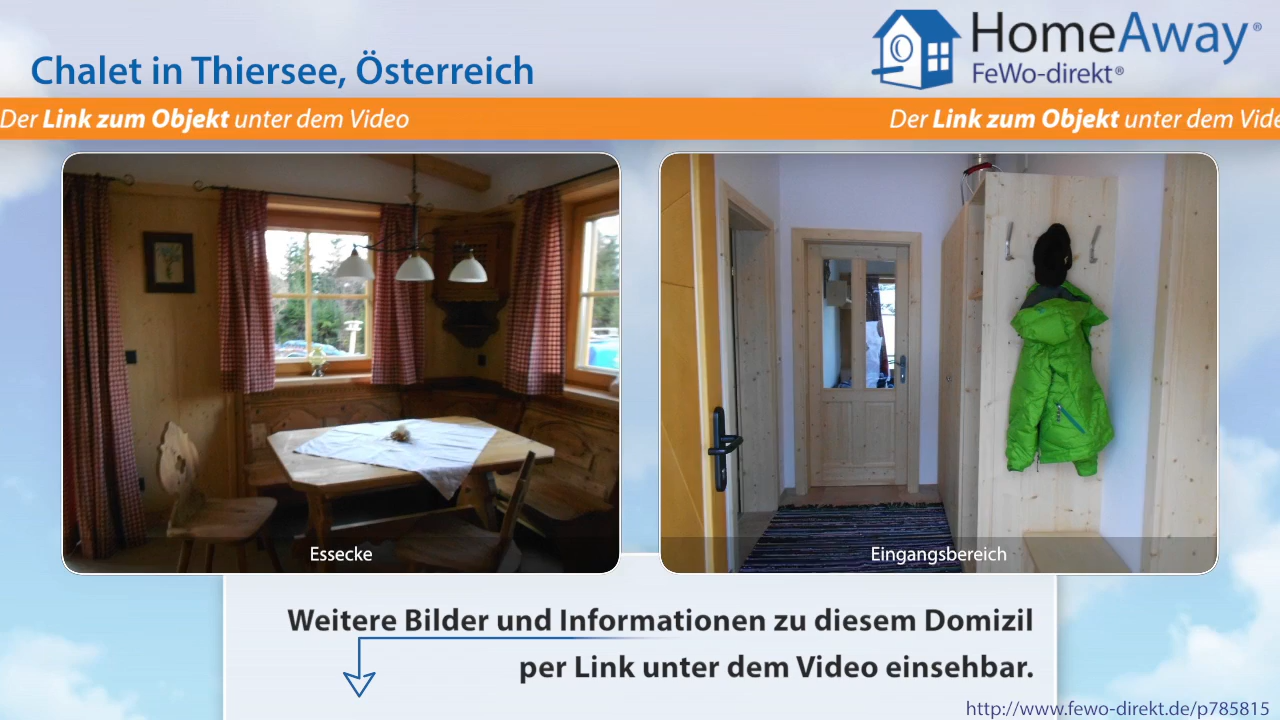 Chalet in Thiersee, Österreich
HomeAway®
FeWo-direkt®
Der Link zum Objekt unter dem Video
Der Link zum Objekt unter dem Vide
Essecke
Eingangsbereich
Weitere Bilder und Informationen zu diesem Domizil
per Link unter dem Video einsehbar.
http://www.fewo-direkt.de/p785815